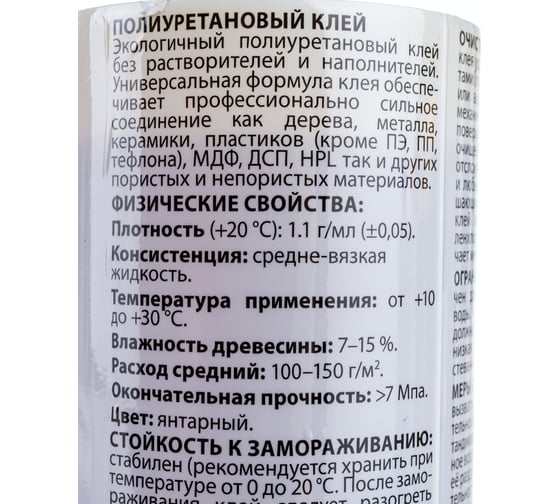 ПОЛИУРЕТАНОВЫЙ КЛЕЙ
Экологичный полиуретановый клей
без растворителей и наполнителей.
Универсальная формула клея обеспе-
чивает профессионально сильное
соединение как дерева, металла,
керамики, пластиков (кроме ПЭ, ПП,
тефлона), МДФ, ДСП, HPL так и других
пористых и непористых материалов.
ФИЗИЧЕСКИЕ СВОЙСТВА:
Плотность (+20 °C): 1.1 г/мл (±0,05).
Консистенция: средне-вязкая
жидкость.
Температура применения: от +10
до +30 °С.
Влажность древесины: 7–15 %.
Расход средний: 100–150 г/м².
Окончательная прочность: >7 Мпа.
Цвет: янтарный.
СТОЙКОСТЬ К ЗАМОРАЖИВАНИЮ:
стабилен (рекомендуется хранить при
температуре от 0 до 20 °С. После замо-
раживания клей следует разогреть